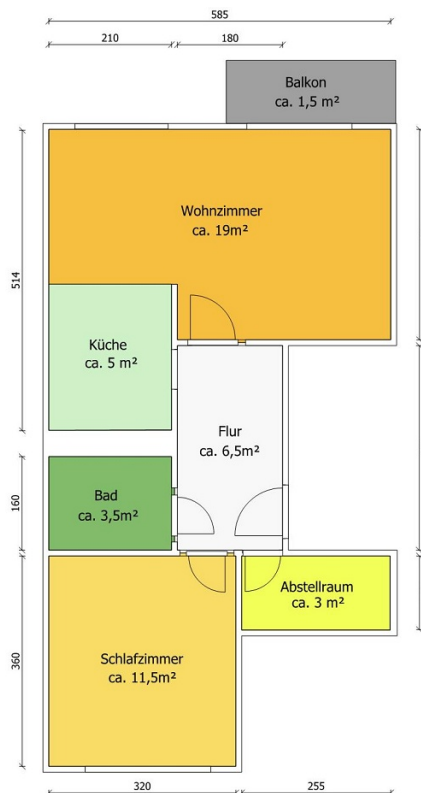 585
210
180
Balkon
ca. 1,5 m²
Wohnzimmer
ca. 19m²
514
Küche
ca. 5 m²
Flur
ca. 6,5m²
160
Bad
ca. 3,5m²
Abstellraum
ca. 3 m²
360
Schlafzimmer
ca. 11,5m²
320
255